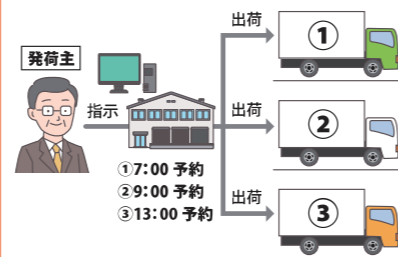 発荷主
指示
①7:00 予約
②9:00 予約
③13:00 予約
出荷
①
出荷
②
出荷
③